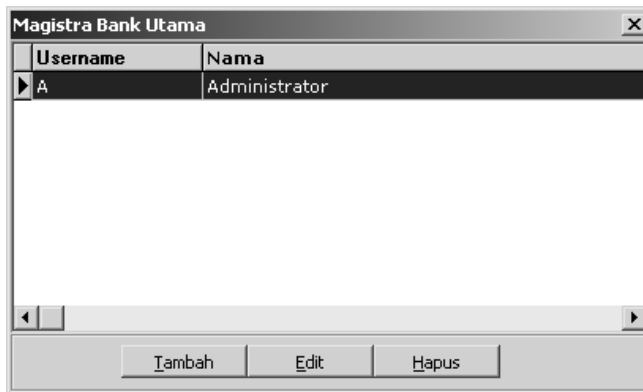 Magistra Bank Utama
Username Nama
A Administrator
Tambah Edit Hapus